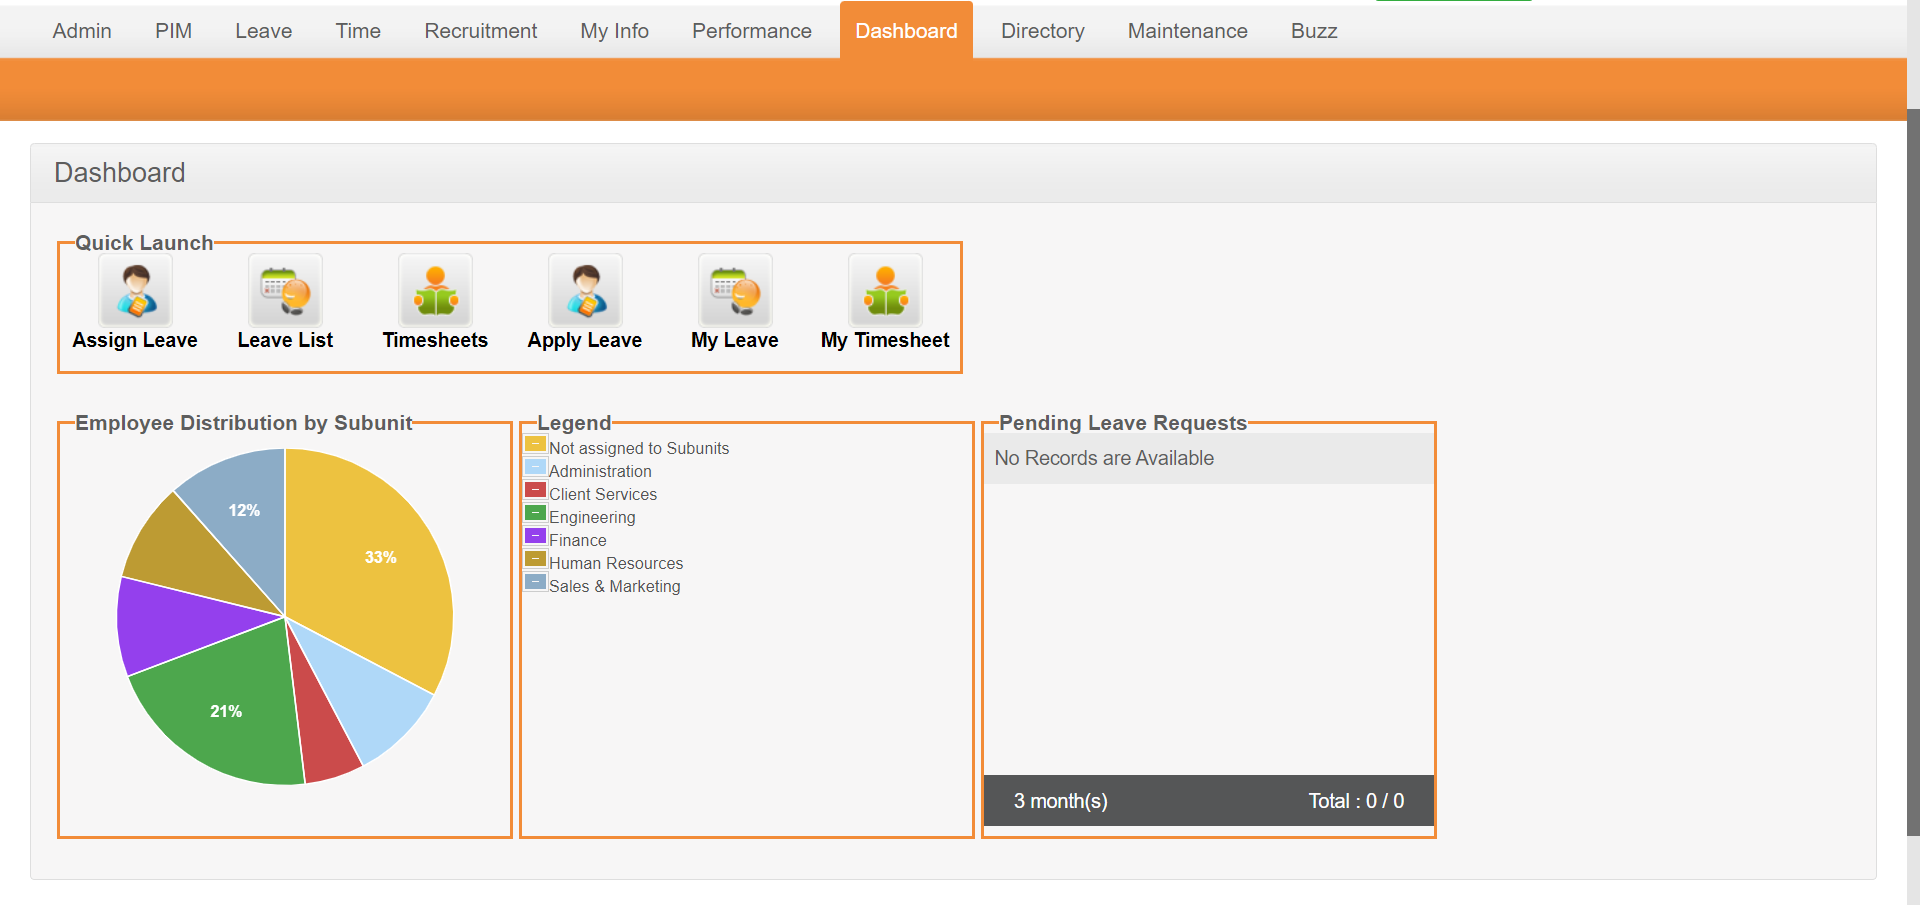 Admin PIM Leave Time Recruitment My Info Performance Dashboard Directory Maintenance Buzz
Dashboard
Quick Launch
Assign Leave Leave List Timesheets Apply Leave My Leave My Timesheet
Employee Distribution by Subunit
12%
33%
21%
Legend
Not assigned to Subunits
Administration
Client Services
Engineering
Finance
Human Resources
Sales & Marketing
Pending Leave Requests
No Records are Available
3 month(s) Total : 0 / 0